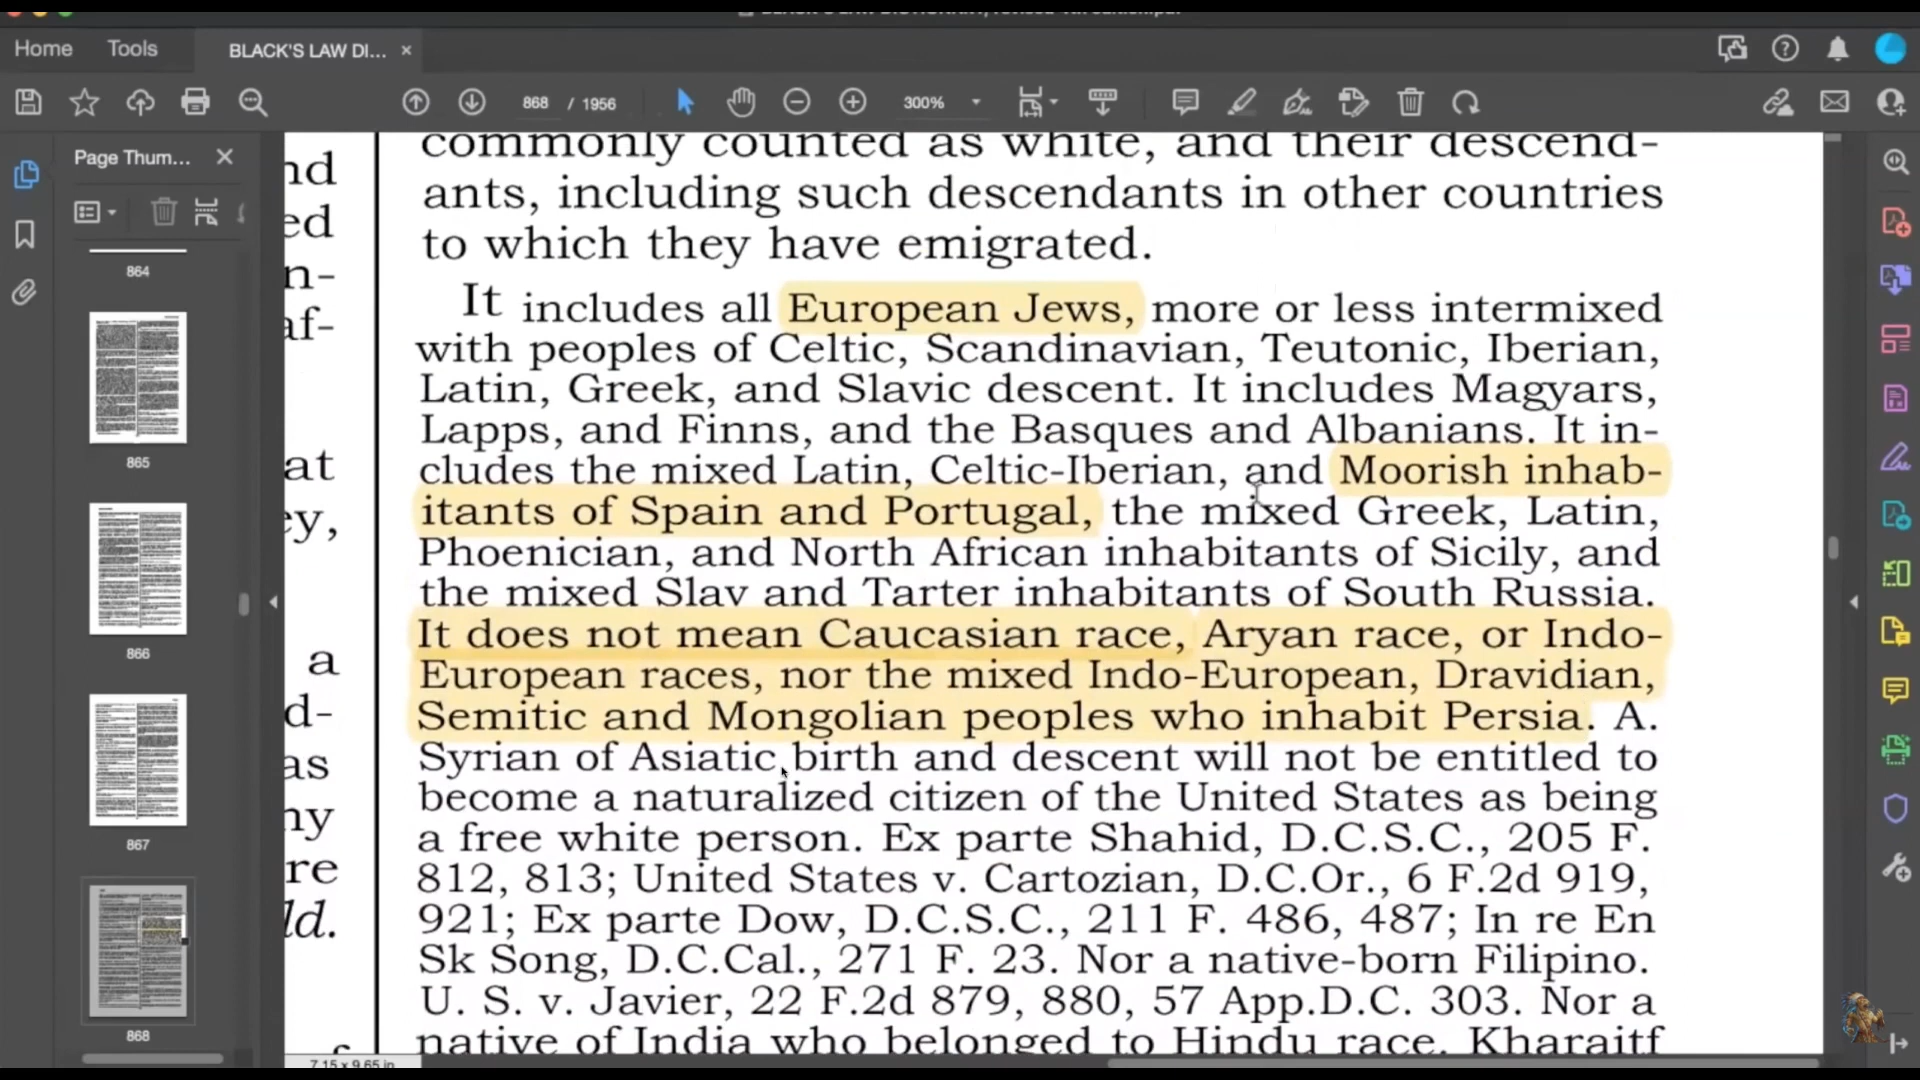 Home
Tools
BLACK'S LAW DI...
868 / 1956
300%
Page Thum...
864
865
866
867
868
nd
ed
n-
af-
at
ey,
a
d-
as
ny
re
ld.
commonly counted as white, and their descend-
ants, including such descendants in other countries
to which they have emigrated.
It includes all European Jews, more or less intermixed
with peoples of Celtic, Scandinavian, Teutonic, Iberian,
Latin, Greek, and Slavic descent. It includes Magyars,
Lapps, and Finns, and the Basques and Albanians. It in-
cludes the mixed Latin, Celtic-Iberian, and Moorish inhab-
itants of Spain and Portugal, the mixed Greek, Latin,
Phoenician, and North African inhabitants of Sicily, and
the mixed Slav and Tarter inhabitants of South Russia.
It does not mean Caucasian race, Aryan race, or Indo-
European races, nor the mixed Indo-European, Dravidian,
Semitic and Mongolian peoples who inhabit Persia. A.
Syrian of Asiatic birth and descent will not be entitled to
become a naturalized citizen of the United States as being
a free white person. Ex parte Shahid, D.C.S.C., 205 F.
812, 813; United States v. Cartozian, D.C.Or., 6 F.2d 919,
921; Ex parte Dow, D.C.S.C., 211 F. 486, 487; In re En
Sk Song, D.C.Cal., 271 F. 23. Nor a native-born Filipino.
U. S. v. Javier, 22 F.2d 879, 880, 57 App.D.C. 303. Nor a
native of India who belonged to Hindu race. Kharaitf
7.15 x 9.65 in